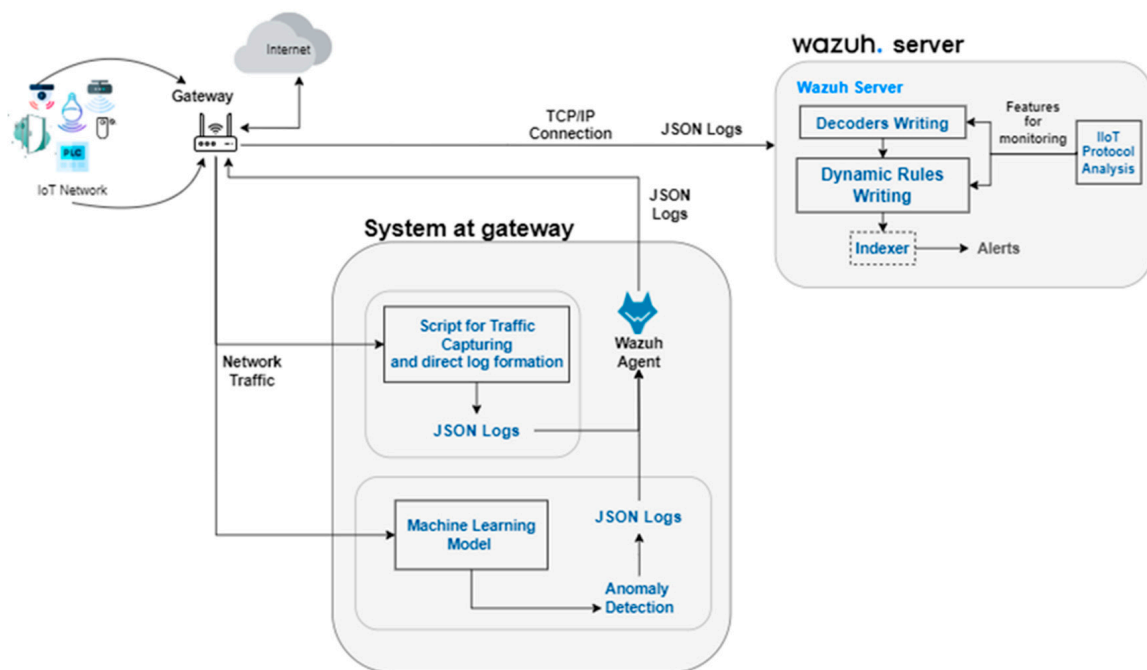 Internet
Gateway
PLC
IoT Network
TCP/IP
Connection
JSON Logs
wazuh. server
Wazuh Server
Decoders Writing
Dynamic Rules
Writing
Indexer
Alerts
Features
for
monitoring
IIoT
Protocol
Analysis
JSON
Logs
System at gateway
Network
Traffic
Script for Traffic
Capturing
and direct log formation
JSON Logs
Wazuh
Agent
Machine Learning
Model
JSON Logs
Anomaly
Detection